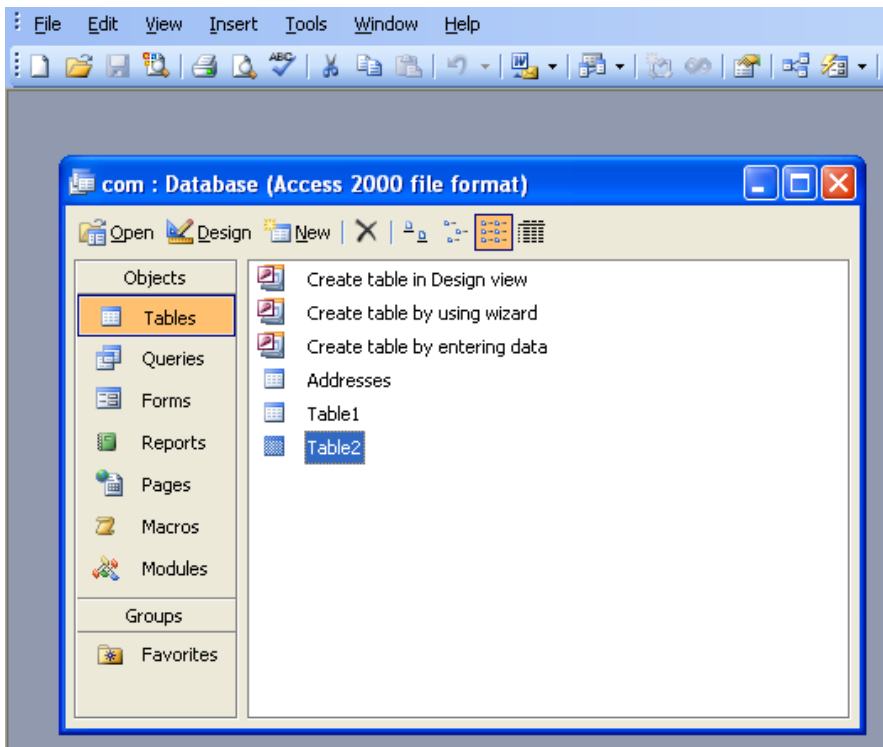 File Edit View Insert Tools Window Help
ABC
W
com : Database (Access 2000 file format)
Open Design New
Objects
Tables
Queries
Forms
Reports
Pages
Macros
Modules
Groups
Favorites
Create table in Design view
Create table by using wizard
Create table by entering data
Addresses
Table1
Table2